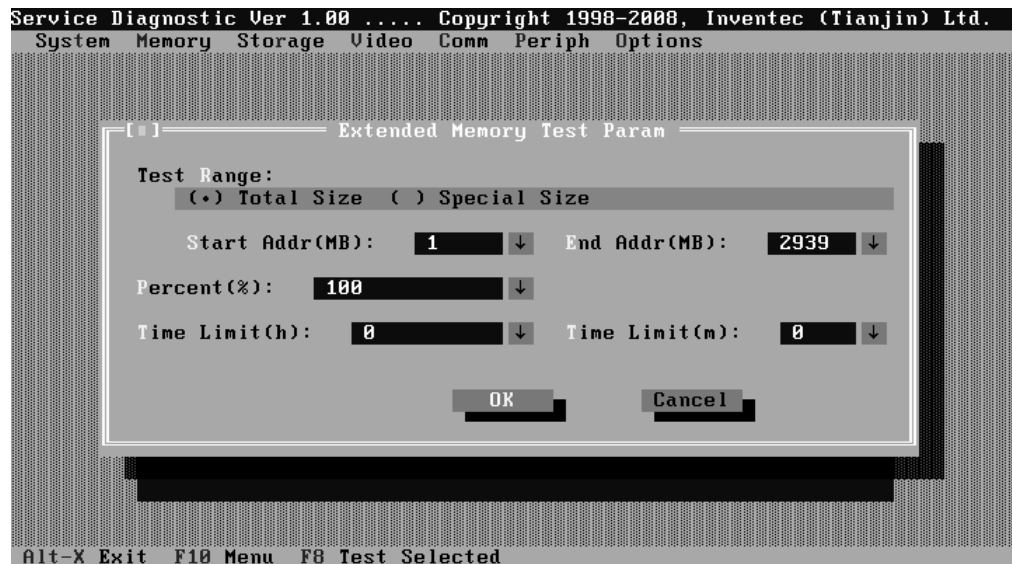 Service Diagnostic Ver 1.00 ..... Copyright 1998-2008, Inventec (Tianjin) Ltd.
System Memory Storage Video Comm Periph Options
[■] Extended Memory Test Param
Test Range:
(•) Total Size ( ) Special Size
Start Addr(MB): 1 ↓ End Addr(MB): 2939 ↓
Percent(%): 100 ↓
Time Limit(h): 0 ↓ Time Limit(m): 0 ↓
OK Cancel
Alt-X Exit F10 Menu F8 Test Selected